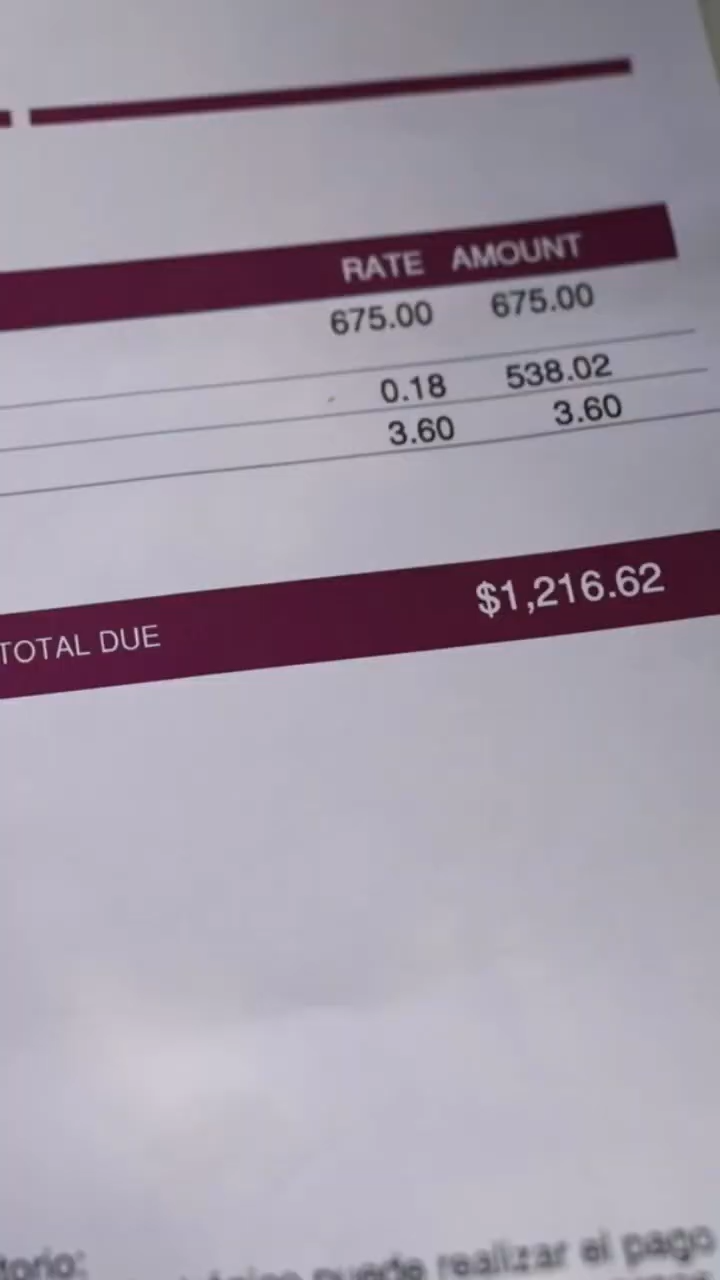 RATE AMOUNT
675.00 675.00
0.18 538.02
3.60 3.60
TOTAL DUE $1,216.62
puede realizar el pago